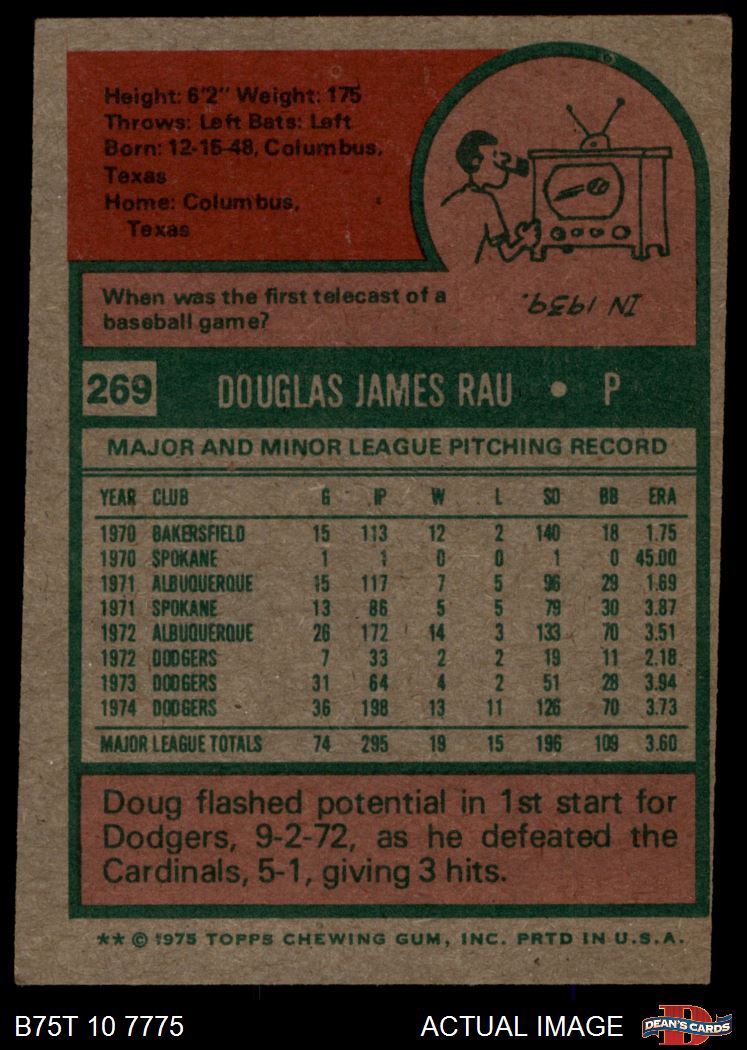 Height: 6'2" Weight: 175
Throws: Left Bats: Left
Born: 12-15-48, Columbus,
Texas
Home: Columbus,
Texas
When was the first telecast of a
baseball game?
IN 1939.
269 DOUGLAS JAMES RAU • P
MAJOR AND MINOR LEAGUE PITCHING RECORD
YEAR CLUB G IP W L SO BB ERA
1970 BAKERSFIELD 15 113 12 2 140 18 1.75
1970 SPOKANE 1 1 0 0 1 0 45.00
1971 ALBUQUERQUE 15 117 7 5 96 29 1.69
1971 SPOKANE 13 86 5 5 79 30 3.87
1972 ALBUQUERQUE 26 172 14 3 133 70 3.51
1972 DODGERS 7 33 2 2 19 11 2.18
1973 DODGERS 31 64 4 2 51 28 3.94
1974 DODGERS 36 198 13 11 126 70 3.73
MAJOR LEAGUE TOTALS 74 295 19 15 196 109 3.60
Doug flashed potential in 1st start for
Dodgers, 9-2-72, as he defeated the
Cardinals, 5-1, giving 3 hits.
** © 1975 TOPPS CHEWING GUM, INC. PRTD IN U.S.A.
B75T 10 7775 ACTUAL IMAGE DEAN'S CARDS